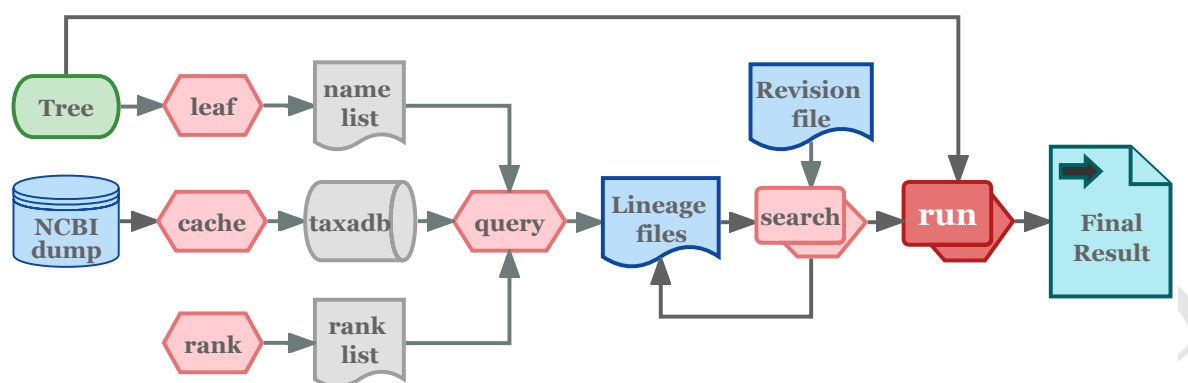 Tree
leaf
name
list
Revision
file
NCBI
dump
cache
taxadb
query
Lineage
files
search
run
Final
Result
rank
rank
list